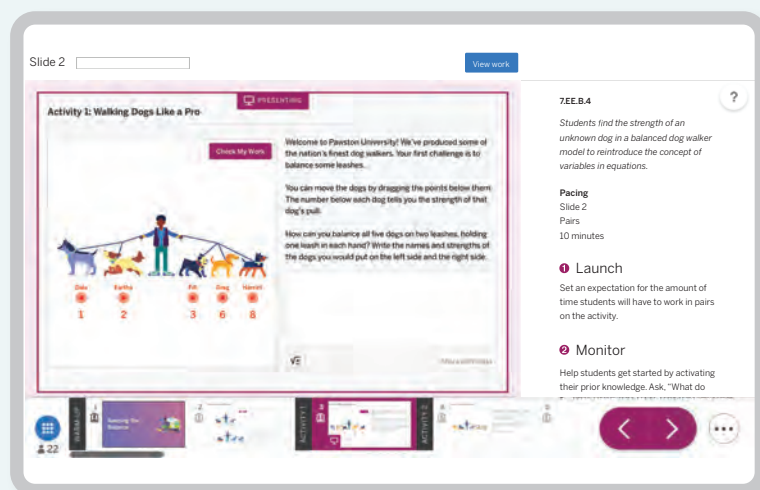 Slide 2
View work
PRESENTING
Activity 1: Walking Dogs Like a Pro
Check My Work
Welcome to Pawston University! We've produced some of
the nation's finest dog walkers. Your first challenge is to
balance some leashes.
You can move the dogs by dragging the points below them.
The number below each dog tells you the strength of that
dog's pull.
How can you balance all five dogs on two leashes, holding
one leash in each hand? Write the names and strengths of
the dogs you would put on the left side and the right side.
Eartha Fifi Greg Hamlet
1 2 3 6 8
?
7.EE.B.4
Students find the strength of an
unknown dog in a balanced dog walker
model to reintroduce the concept of
variables in equations.
Pacing
Slide 2
Pairs
10 minutes
1 Launch
Set an expectation for the amount of
time students will have to work in pairs
on the activity.
2 Monitor
Help students get started by activating
their prior knowledge. Ask, "What do
22
WARM-UP
1
2
ACTIVITY 1
3
ACTIVITY 2